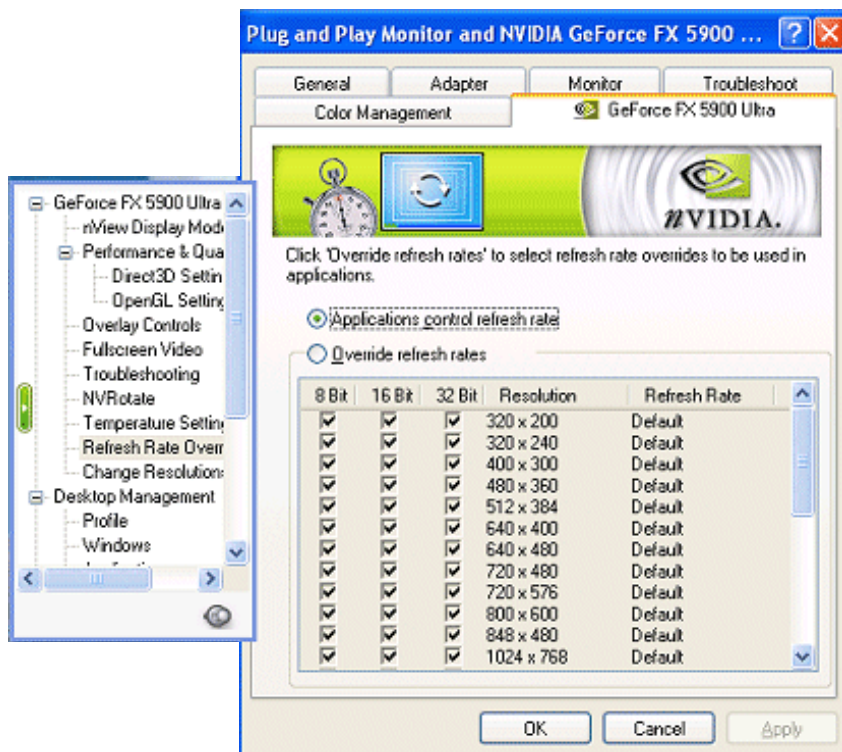 Plug and Play Monitor and NVIDIA GeForce FX 5900 ...
General Adapter Monitor Troubleshoot
Color Management GeForce FX 5900 Ultra
nVIDIA.
Click 'Override refresh rates' to select refresh rate overrides to be used in
applications.
Applications control refresh rate
Override refresh rates
8 Bit 16 Bit 32 Bit Resolution Refresh Rate
320 x 200 Default
320 x 240 Default
400 x 300 Default
480 x 360 Default
512 x 384 Default
640 x 400 Default
640 x 480 Default
720 x 480 Default
720 x 576 Default
800 x 600 Default
848 x 480 Default
1024 x 768 Default
OK Cancel Apply
GeForce FX 5900 Ultra
nView Display Mod
Performance & Qua
Direct3D Settin
OpenGL Setting
Overlay Controls
Fullscreen Video
Troubleshooting
NVRotate
Temperature Setting
Refresh Rate Overr
Change Resolution
Desktop Management
Profile
Windows